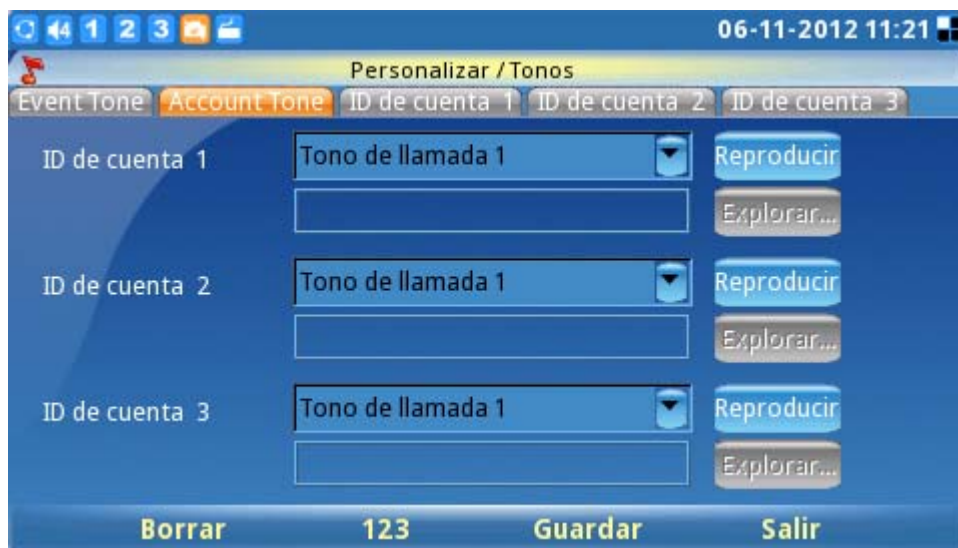 4 1 2 3 06-11-2012 11:21
Personalizar / Tonos
Event Tone Account Tone ID de cuenta 1 ID de cuenta 2 ID de cuenta 3
ID de cuenta 1 Tono de llamada 1 Reproducir
Explorar...
ID de cuenta 2 Tono de llamada 1 Reproducir
Explorar...
ID de cuenta 3 Tono de llamada 1 Reproducir
Explorar...
Borrar 123 Guardar Salir